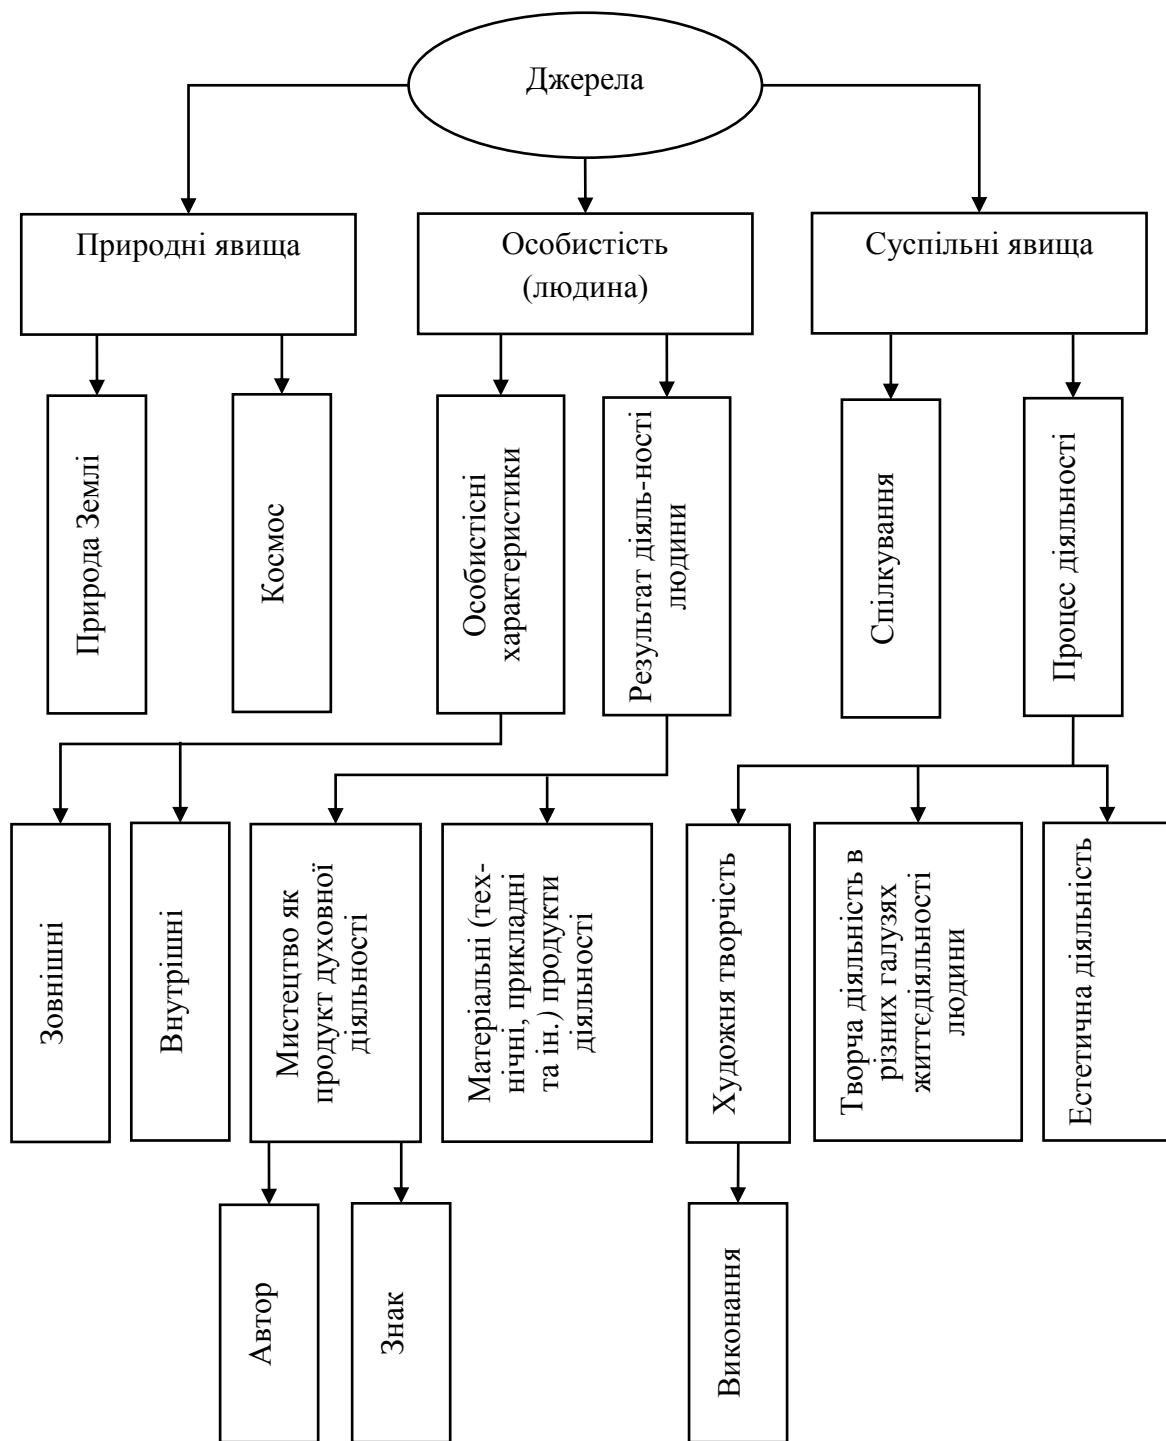 Джерела
Природні явища
Особистість
(людина)
Суспільні явища
Природа Землі
Космос
Особистісні
характеристики
Результат діяль-ності
людини
Спілкування
Процес діяльності
Зовнішні
Внутрішні
Мистецтво як
продукт духовної
діяльності
Матеріальні (тех-
нічні, прикладні
та ін.) продукти
діяльності
Художня творчість
Творча діяльність в
різних галузях
життєдіяльності
людини
Естетична діяльність
Автор
Знак
Виконання